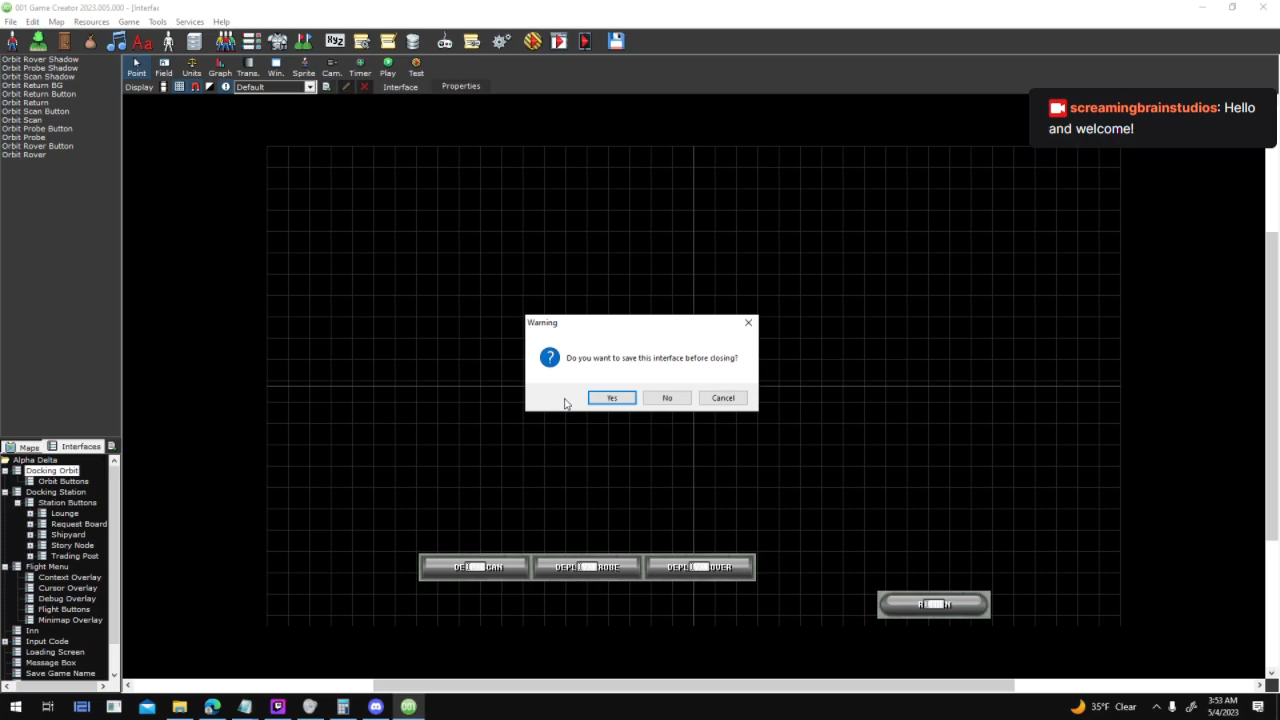 001 Game Creator 2023.005.000 - [Interfac
File Edit Map Resources Game Tools Services Help
Orbit Rover Shadow
Orbit Probe Shadow
Orbit Scan Shadow
Orbit Return BG
Orbit Return Button
Orbit Return
Orbit Scan Button
Orbit Scan
Orbit Probe Button
Orbit Probe
Orbit Rover Button
Orbit Rover
Point Field Units Graph Trans. Win. Sprite Cam. Timer Play Test
Display Default Interface Properties
screamingbrainstudios: Hello
and welcome!
Warning
Do you want to save this interface before closing?
Yes No Cancel
Maps Interfaces
Alpha Delta
Docking Orbit
Orbit Buttons
Docking Station
Station Buttons
Lounge
Request Board
Shipyard
Story Node
Trading Post
Flight Menu
Context Overlay
Cursor Overlay
Debug Overlay
Flight Buttons
Minimap Overlay
Inn
Input Code
Loading Screen
Message Box
Save Game Name
35°F Clear
3:53 AM
5/4/2023